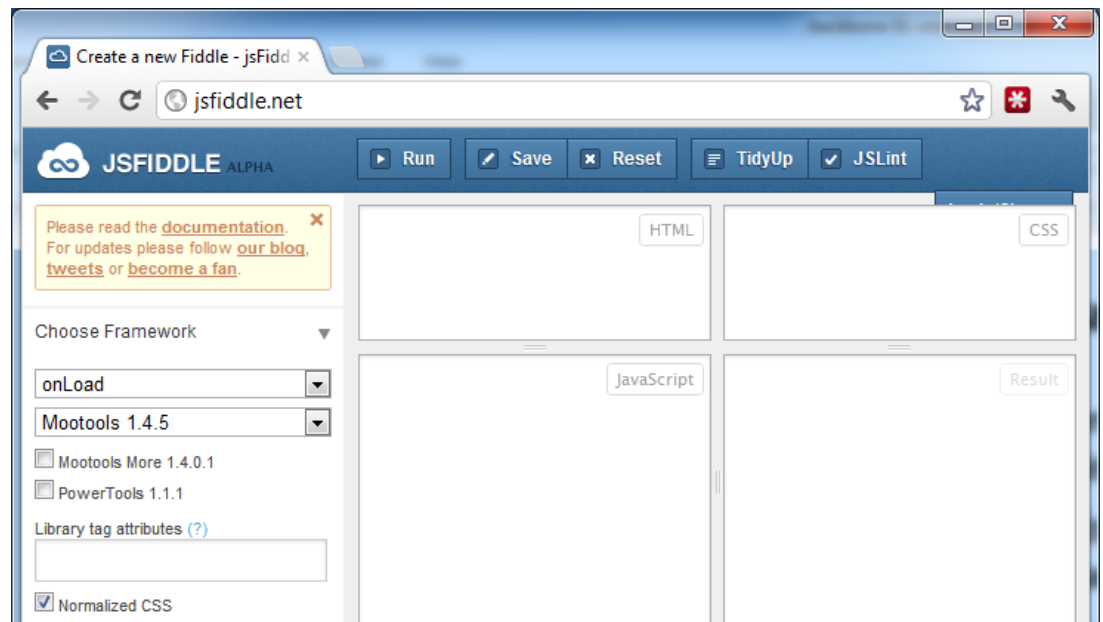 Create a new Fiddle - jsFidd
jsfiddle.net
JSFIDDLE ALPHA
Run
Save
Reset
TidyUp
JSLint
Please read the documentation.
For updates please follow our blog,
tweets or become a fan.
Choose Framework
onLoad
Mootools 1.4.5
Mootools More 1.4.0.1
PowerTools 1.1.1
Library tag attributes (?)
Normalized CSS
HTML
CSS
JavaScript
Result